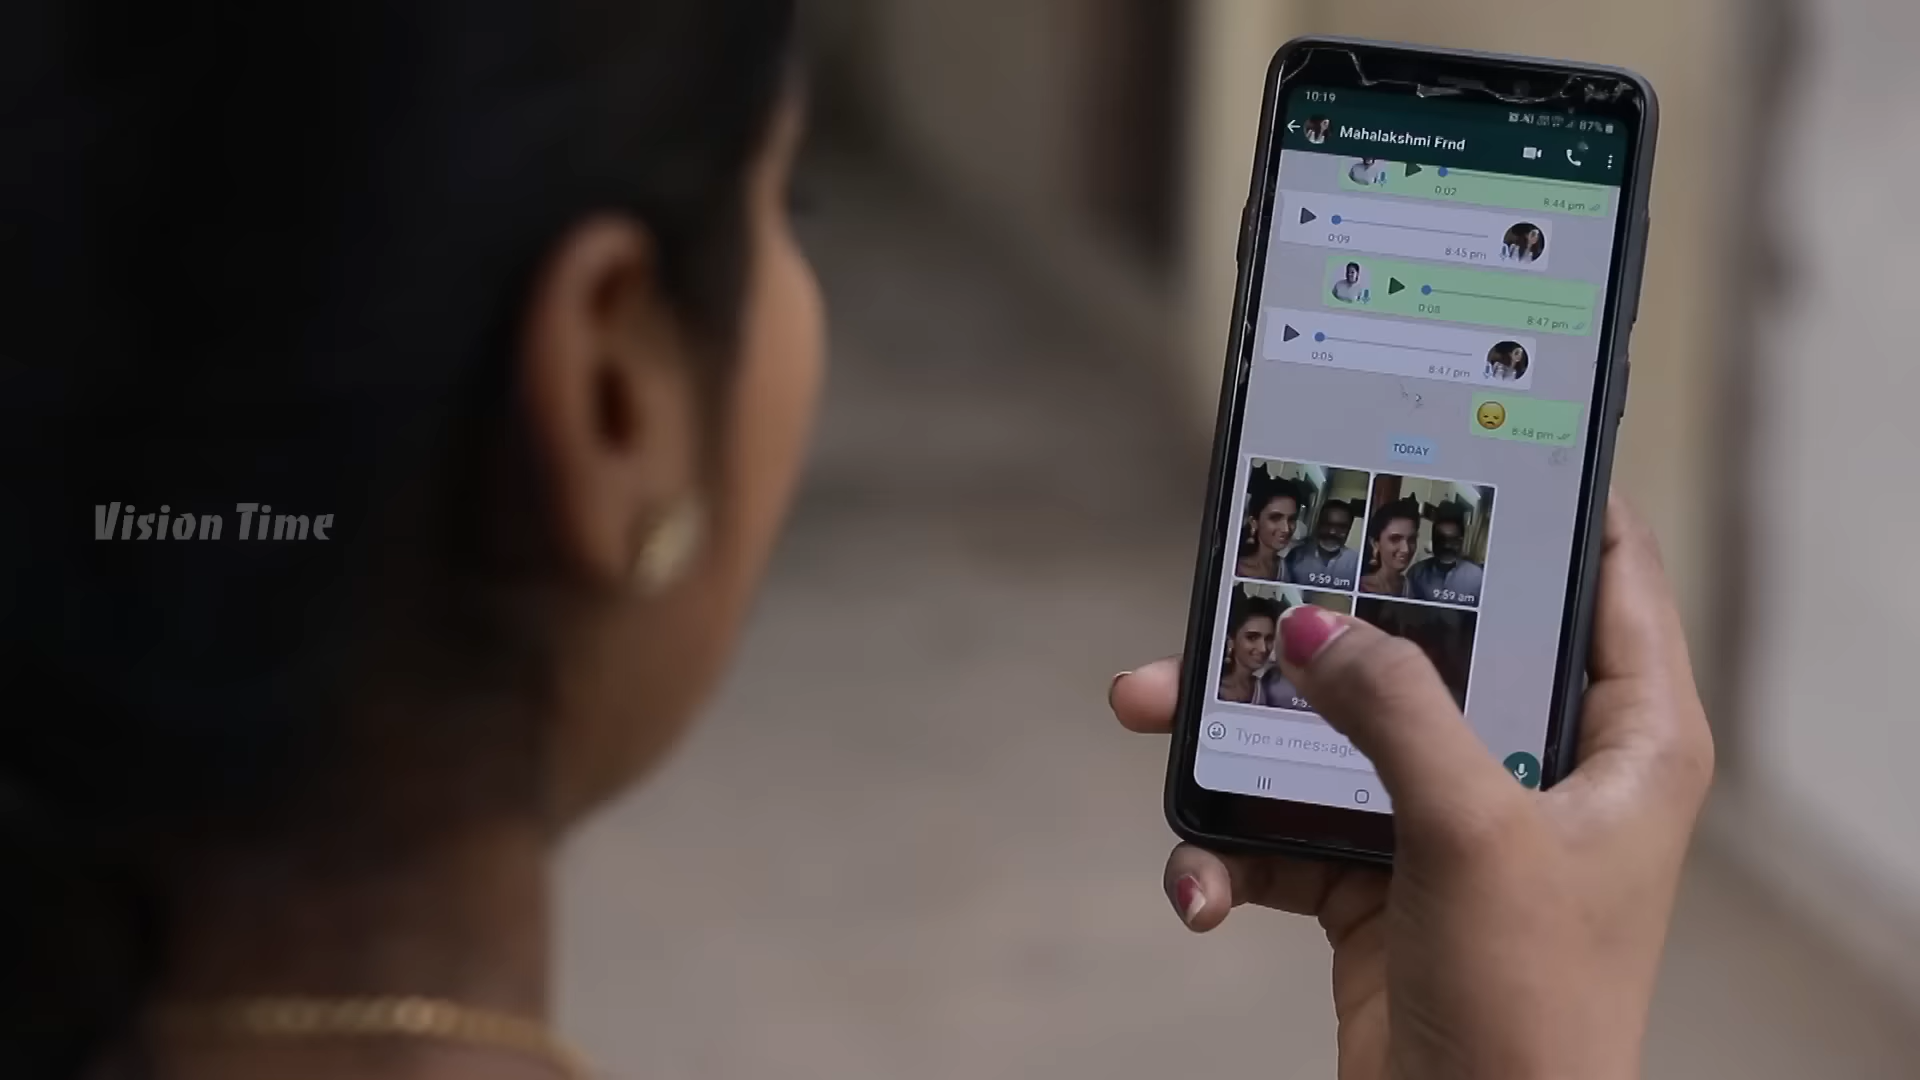 10:19
87%
Mahalakshmi Frnd
0:02
8:44 pm
0:09
8:45 pm
0:08
8:47 pm
0:05
8:47 pm
8:48 pm
TODAY
Vision Time
9:59 am
9:59 am
Type a message